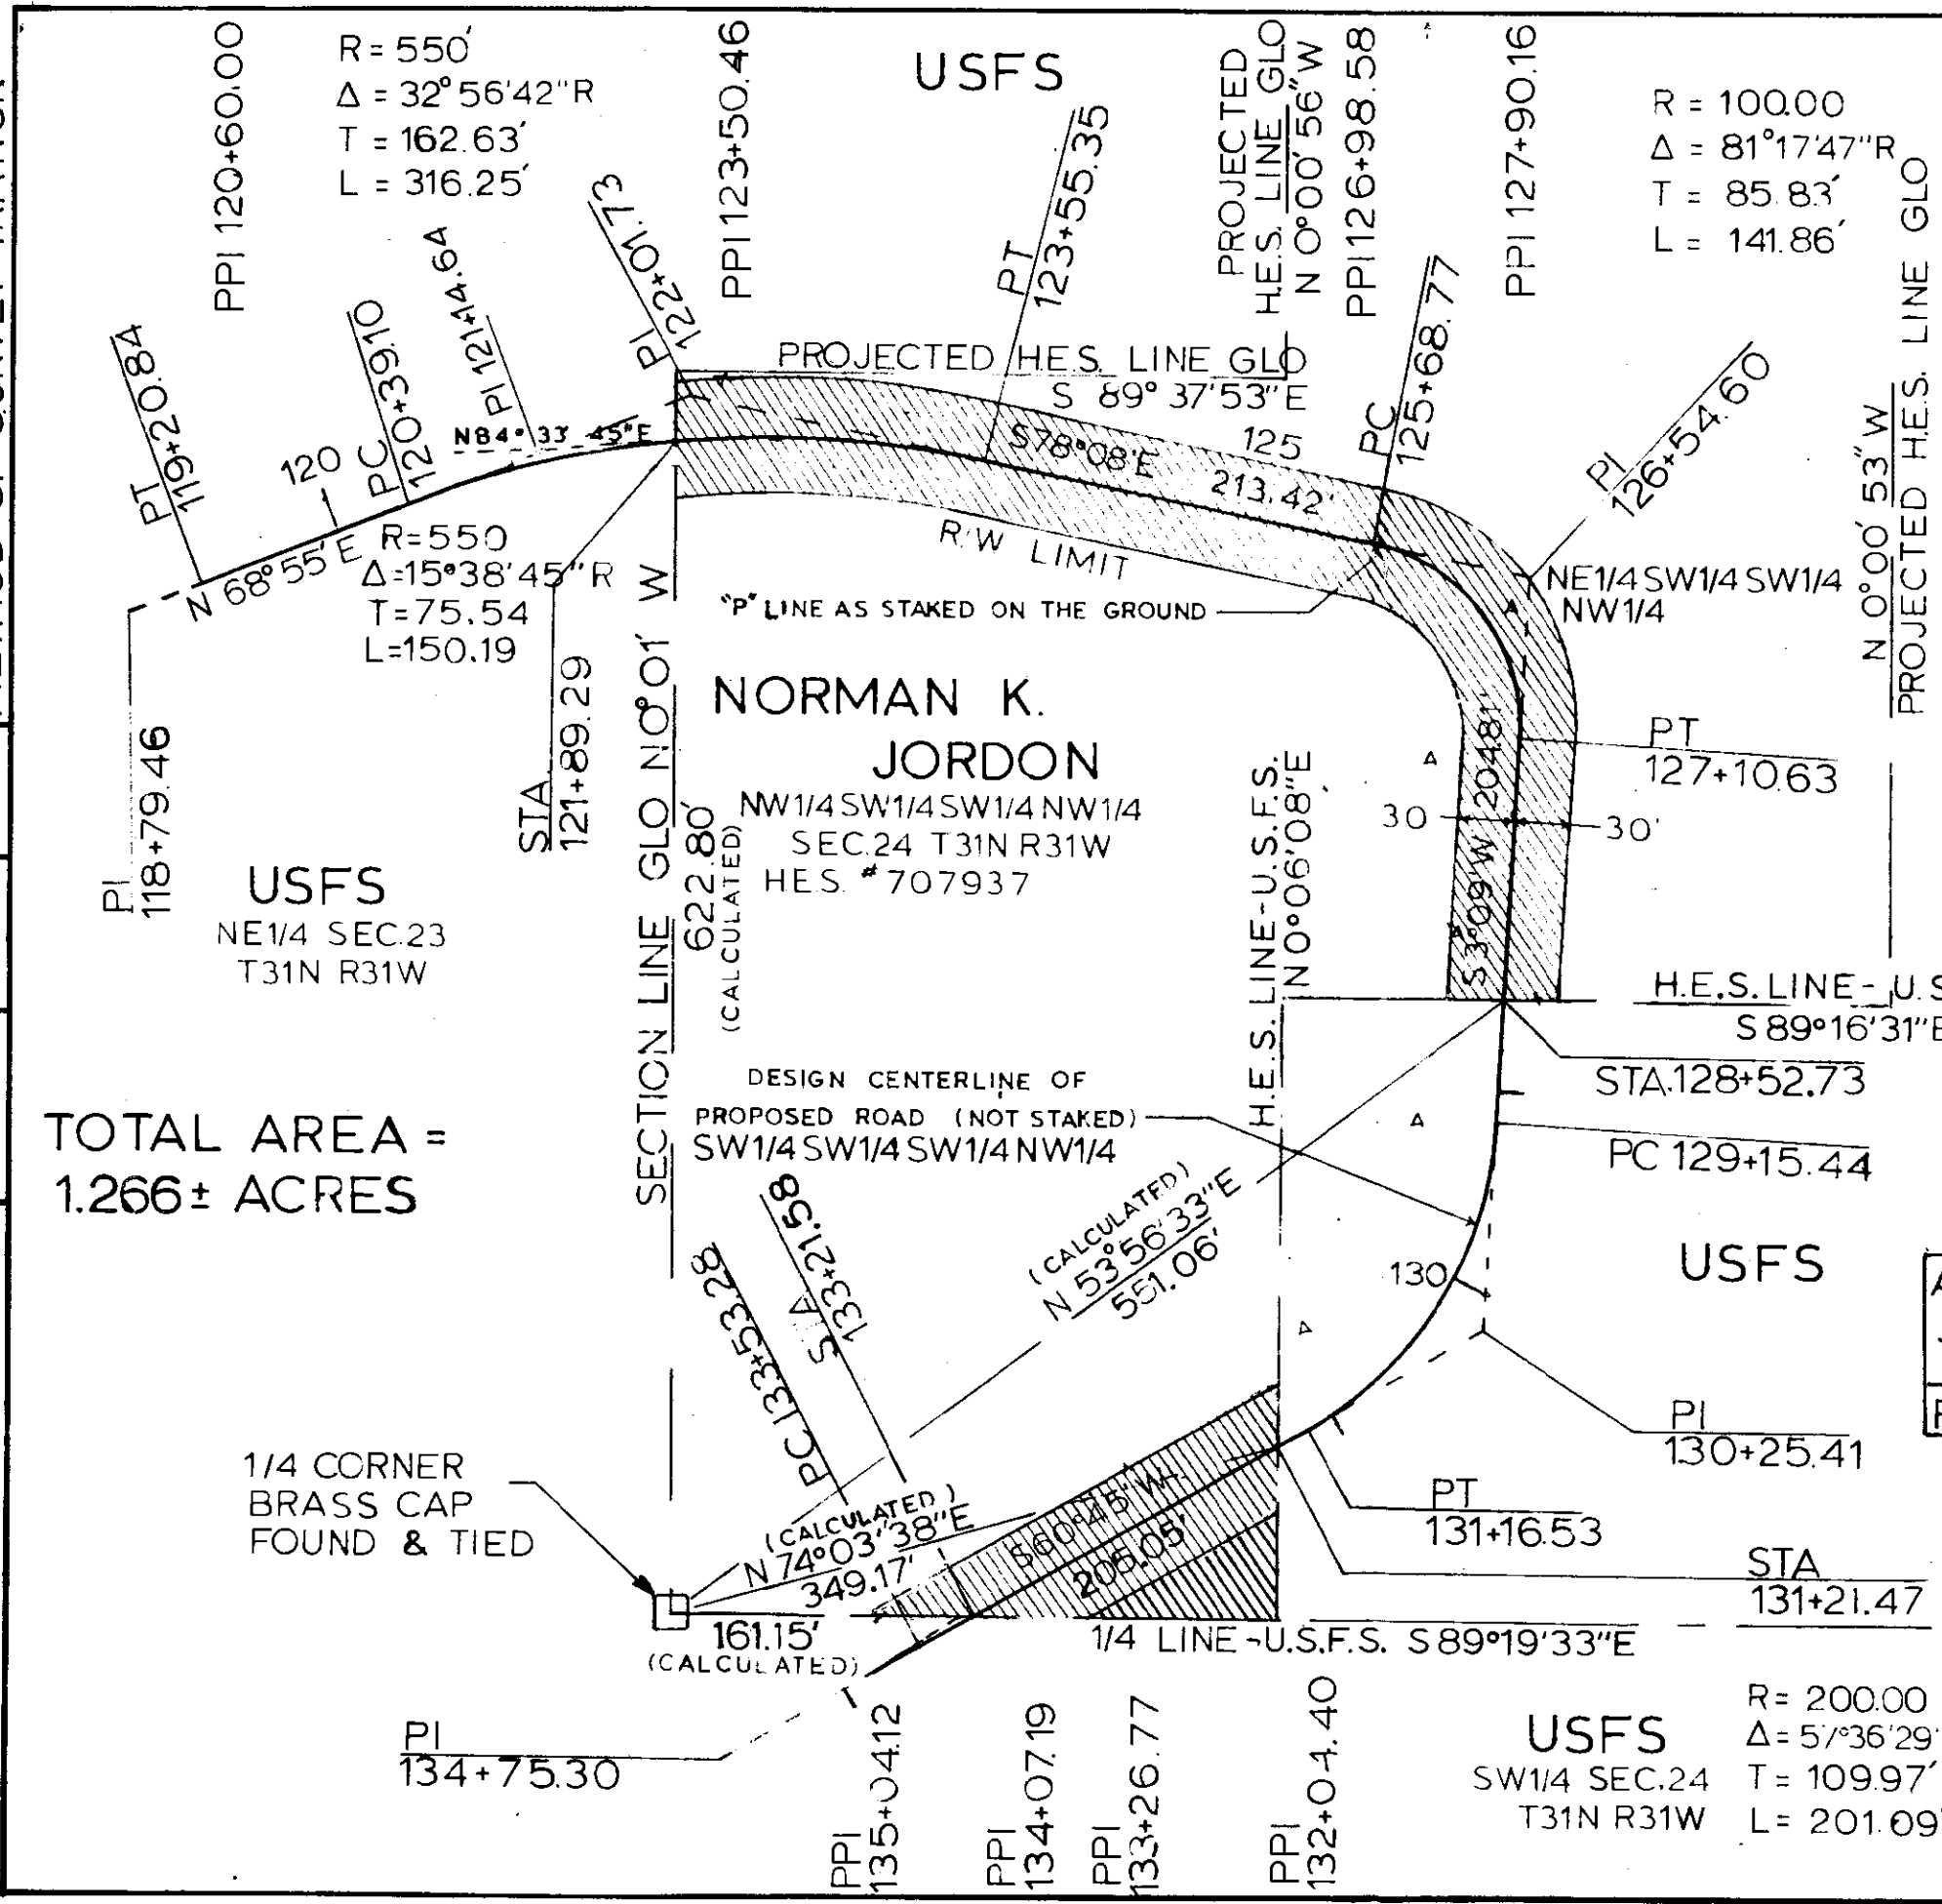 R = 550'
Δ = 32°56'42"R
T = 162.63'
L = 316.25'
PPI 120+60.00
PPI 123+50.46
USFS
PROJECTED
H.E.S. LINE GLO
N 0°00'56"W
PPI 126+98.58
PPI 127+90.16
R = 100.00
Δ = 81°17'47"R
T = 85.83'
L = 141.86'
PT
119+20.84
120
PC
120+39.10
PI 121+14.64
PI
122+01.73
PT
123+55.35
PC
125+68.77
PI
126+54.60
N 0°00'53"W
PROJECTED H.E.S. LINE GLO
PROJECTED H.E.S. LINE GLO
S 89°37'53"E
N84°33'45"E
S78°08'E
125
213.42'
R/W LIMIT
N 68°55'E
R=550
Δ=15°38'45"R
T=75.54
L=150.19
"P" LINE AS STAKED ON THE GROUND
NE1/4 SW1/4 SW1/4
NW1/4
PI
118+79.46
STA
121+89.29
SECTION LINE GLO N0°01' W
622.80'
(CALCULATED)
NORMAN K.
JORDON
NW1/4 SW1/4 SW1/4 NW1/4
SEC.24 T31N R31W
H.E.S. #707937
H.E.S. LINE-U.S.F.S.
N 0°06'08"E
S 3°09'W 204.81'
PT
127+10.63
30
30'
USFS
NE1/4 SEC.23
T31N R31W
H.E.S. LINE - U.S
S 89°16'31"E
STA.128+52.73
DESIGN CENTERLINE OF
PROPOSED ROAD (NOT STAKED)
SW1/4 SW1/4 SW1/4 NW1/4
PC 129+15.44
TOTAL AREA =
1.266± ACRES
(CALCULATED)
N 53°56'33"E
551.06'
130
USFS
PC 133+53.28
STA
133+21.58
PI
130+25.41
1/4 CORNER
BRASS CAP
FOUND & TIED
(CALCULATED)
N 74°03'38"E
349.17'
S60°45'W
205.05'
PT
131+16.53
STA
131+21.47
161.15'
(CALCULATED)
1/4 LINE-U.S.F.S. S 89°19'33"E
PI
134+75.30
PPI
135+04.12
PPI
134+07.19
PPI
133+26.77
PPI
132+04.40
USFS
SW1/4 SEC.24
T31N R31W
R = 200.00
Δ = 57°36'29"
T = 109.97'
L = 201.09'